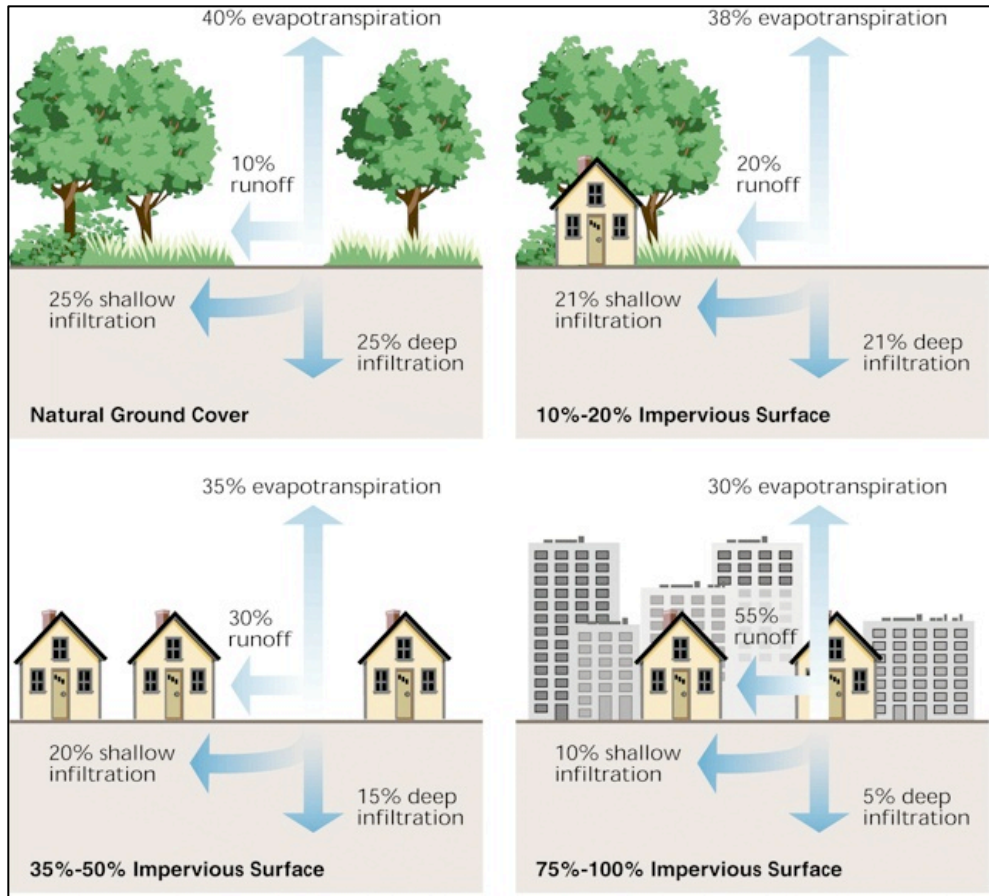 40% evapotranspiration
10%
runoff
25% shallow
infiltration
25% deep
infiltration
Natural Ground Cover
38% evapotranspiration
20%
runoff
21% shallow
infiltration
21% deep
infiltration
10%-20% Impervious Surface
35% evapotranspiration
30%
runoff
20% shallow
infiltration
15% deep
infiltration
35%-50% Impervious Surface
30% evapotranspiration
55%
runoff
10% shallow
infiltration
5% deep
infiltration
75%-100% Impervious Surface